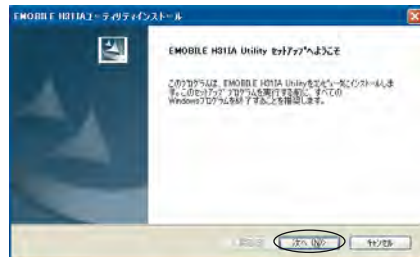 EMOBILE H31IAユーティリティインストール
EMOBILE H31IA Utility セットアップへようこそ
このプログラムは、EMOBILE H31IA Utilityをコンピュータにインストールしま
す。このセットアップ プログラムを実行する前に、すべての
Windowsプログラムを終了することを推奨します。
次へ(N)>
キャンセル